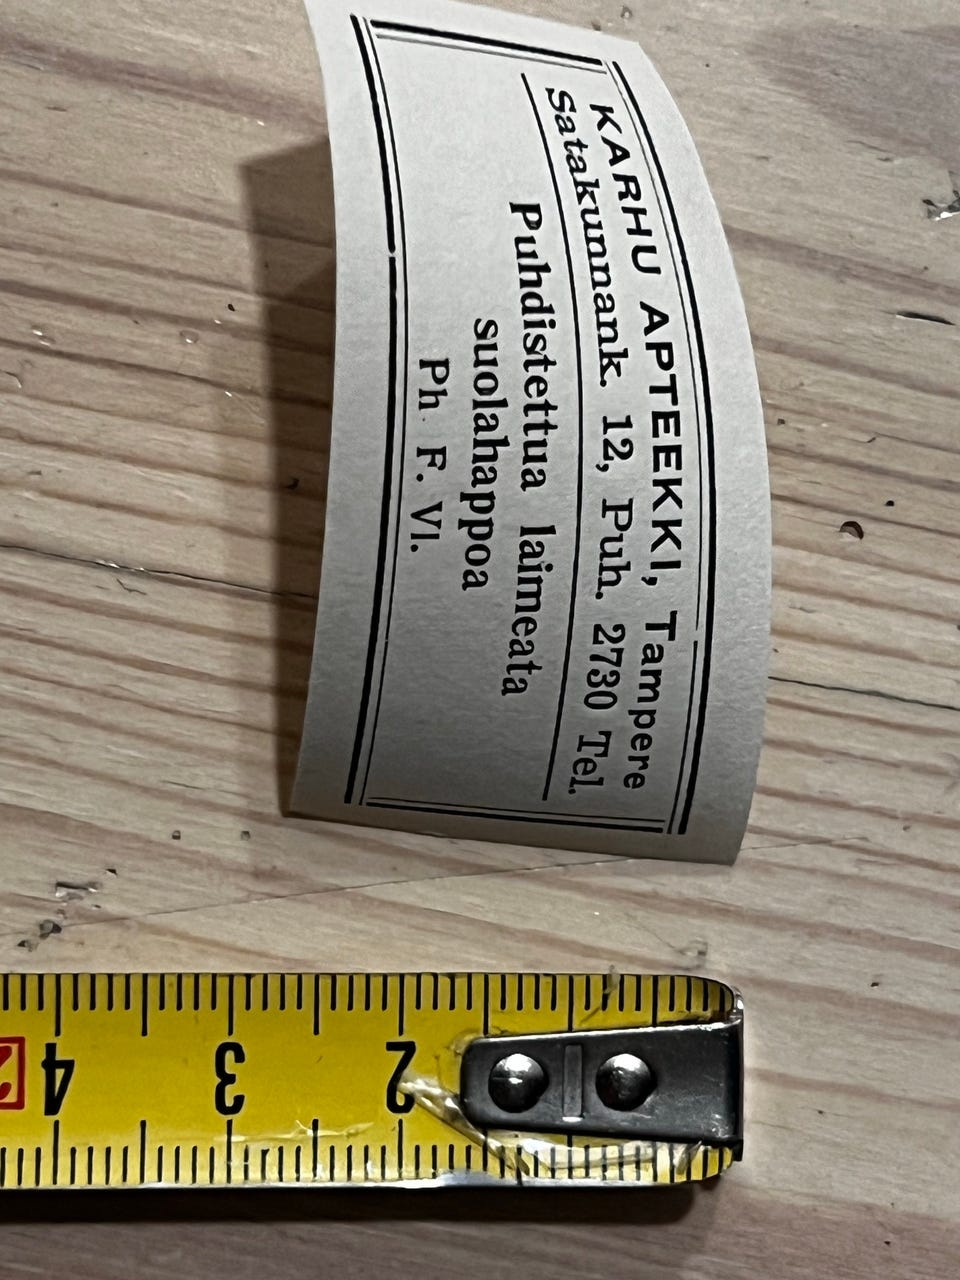 KARHU APTEEKKI, Tampere
Satakunnank. 12, Puh. 2730 Tel.
Puhdistettua laimeata
suolahappoa
Ph. F. VI.
2
3
4